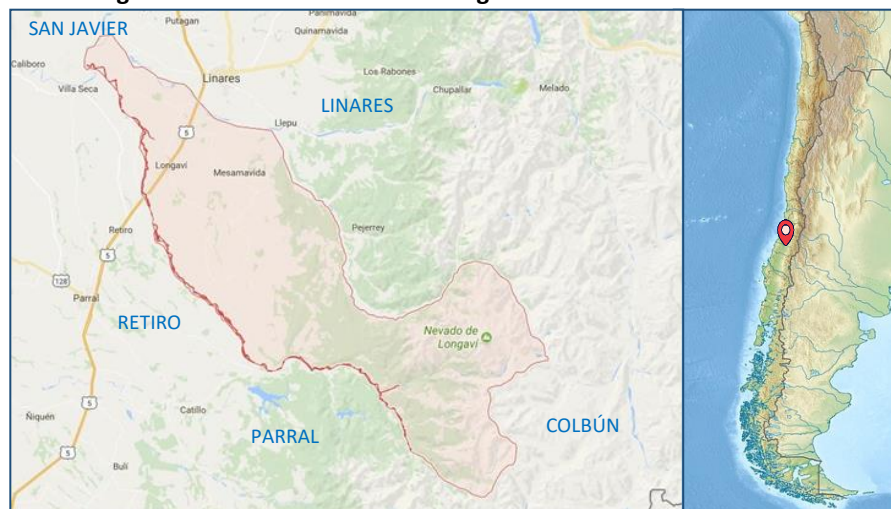 SAN JAVIER
Putagan
Panimavida
Quinamavida
Caliboro
Linares
Los Rabones
Villa Seca
Chupallar
Melado
LINARES
5
Llepu
Longaví
Mesamavida
Retiro
Pejerrey
5
128
Parral
RETIRO
Nevado de
Longaví
5
Catillo
Ñiquén
PARRAL
COLBÚN
Bulí
5